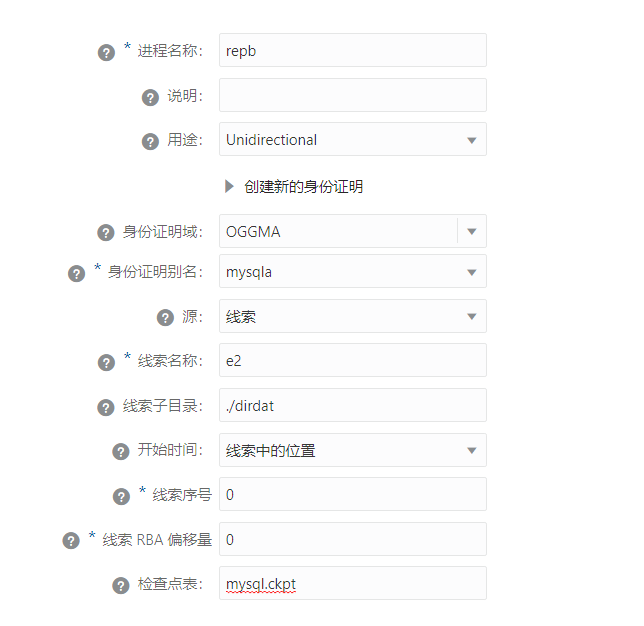 * 进程名称: repb
说明:
用途: Unidirectional
创建新的身份证明
身份证明域: OGGMA
* 身份证明别名: mysqla
源: 线索
* 线索名称: e2
线索子目录: ./dirdat
开始时间: 线索中的位置
* 线索序号 0
* 线索 RBA 偏移量 0
检查点表: mysql.ckpt